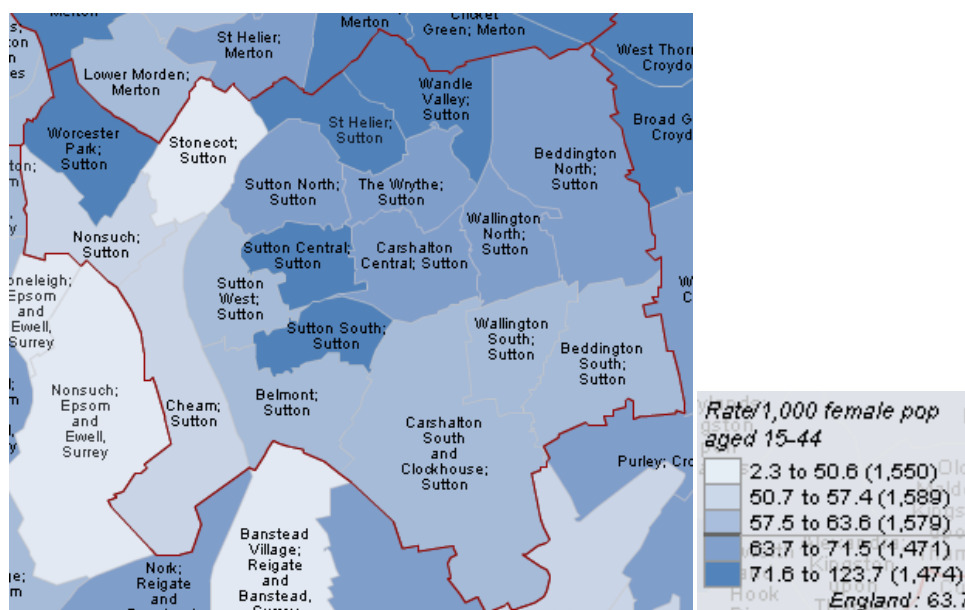 Merton
Cricket
Green; Merton
St Helier;
Merton
West Thorn
Croydo
Lower Morden;
Merton
Wandle
Valley;
Sutton
Worcester
Park;
Sutton
Stonecot;
Sutton
St Helier;
Sutton
Broad G
Croyd
Beddington
North;
Sutton
Sutton North;
Sutton
The Wrythe;
Sutton
Wallington
North;
Sutton
Nonsuch;
Sutton
Sutton Central;
Sutton
Carshalton
Central; Sutton
oneleigh;
Epsom
and
Ewell,
Surrey
Sutton
West;
Sutton
Sutton South;
Sutton
Wallington
South;
Sutton
Beddington
South;
Sutton
Nonsuch;
Epsom
and
Ewell,
Surrey
Cheam;
Sutton
Belmont;
Sutton
Carshalton
South
and
Clockhouse;
Sutton
Purley; Cro
Banstead
Village;
Reigate
and
Banstead,
Surrey
Nork;
Reigate
and
Rate/1,000 female pop
aged 15-44
2.3 to 50.6 (1,550)
50.7 to 57.4 (1,589)
57.5 to 63.6 (1,579)
63.7 to 71.5 (1,471)
71.6 to 123.7 (1,474)
England: 63.7